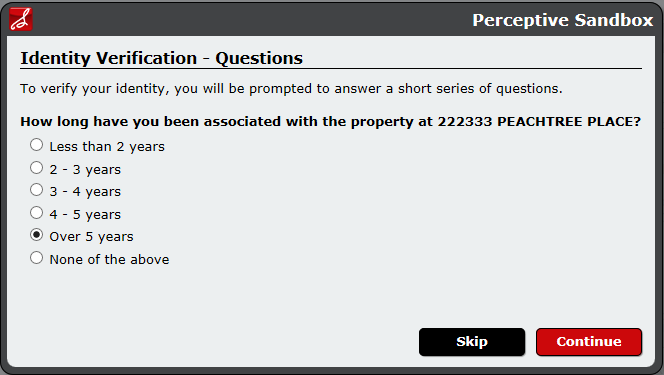 Perceptive Sandbox
Identity Verification - Questions
To verify your identity, you will be prompted to answer a short series of questions.
How long have you been associated with the property at 222333 PEACHTREE PLACE?
Less than 2 years
2 - 3 years
3 - 4 years
4 - 5 years
Over 5 years
None of the above
Skip Continue